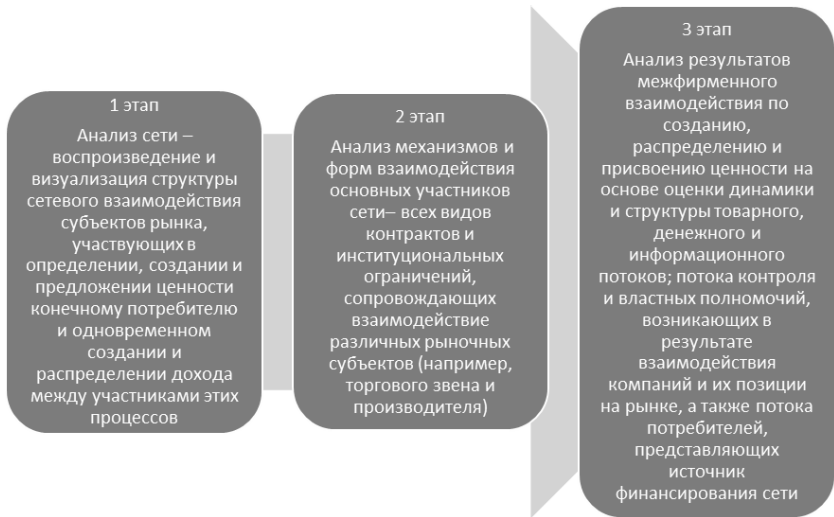 1 этап
Анализ сети –
воспроизведение и
визуализация структуры
сетевого взаимодействия
субъектов рынка,
участвующих в
определении, создании и
предложении ценности
конечному потребителю
и одновременном
создании и
распределении дохода
между участниками этих
процессов
2 этап
Анализ механизмов и
форм взаимодействия
основных участников
сети– всех видов
контрактов и
институциональных
ограничений,
сопровождающих
взаимодействие
различных рыночных
субъектов (например,
торгового звена и
производителя)
3 этап
Анализ результатов
межфирменного
взаимодействия по
созданию,
распределению и
присвоению ценности на
основе оценки динамики
и структуры товарного,
денежного и
информационного
потоков; потока контроля
и властных полномочий,
возникающих в
результате
взаимодействия
компаний и их позиции
на рынке, а также потока
потребителей,
представляющих
источник
финансирования сети